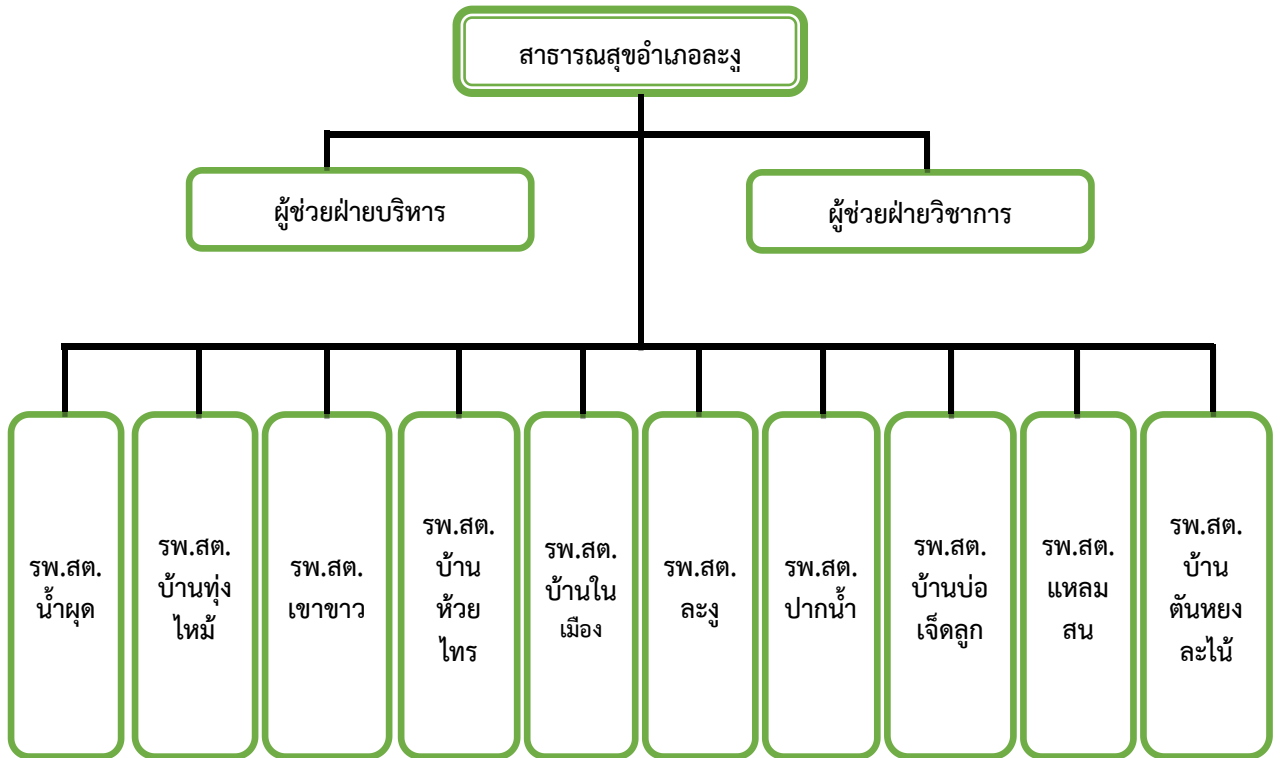 สาธารณสุขอำเภอละงู
ผู้ช่วยฝ่ายบริหาร
ผู้ช่วยฝ่ายวิชาการ
รพ.สต.
น้ำผุด
รพ.สต.
บ้านทุ่ง
ไหม้
รพ.สต.
เขาขาว
รพ.สต.
บ้าน
ห้วย
ไทร
รพ.สต.
บ้านใน
เมือง
รพ.สต.
ละงู
รพ.สต.
ปากน้ำ
รพ.สต.
บ้านบ่อ
เจ็ดลูก
รพ.สต.
แหลม
สน
รพ.สต.
บ้าน
ตันหยง
ละไน้